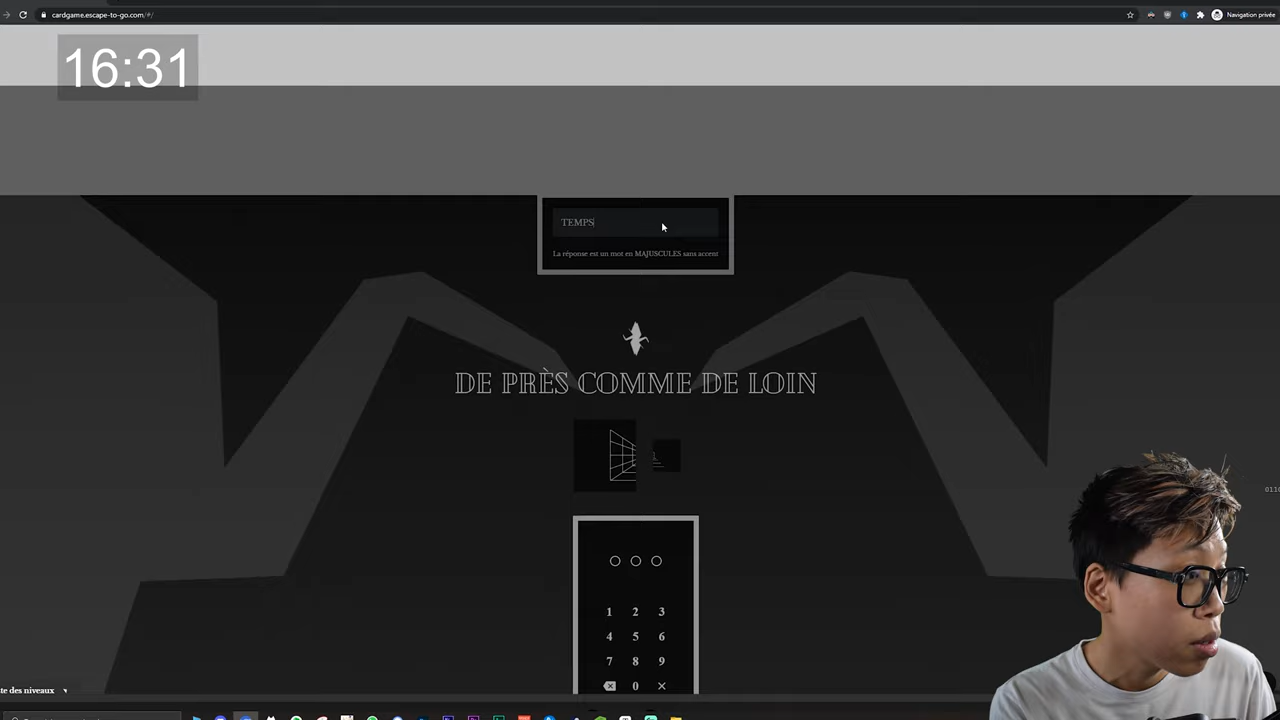 cardgame.escape-to-go.com/#/
Navigation privée
16:31
TEMPS
La réponse est un mot en MAJUSCULES sans accent
DE PRÈS COMME DE LOIN
1 2 3
4 5 6
7 8 9
0 ×
te des niveaux